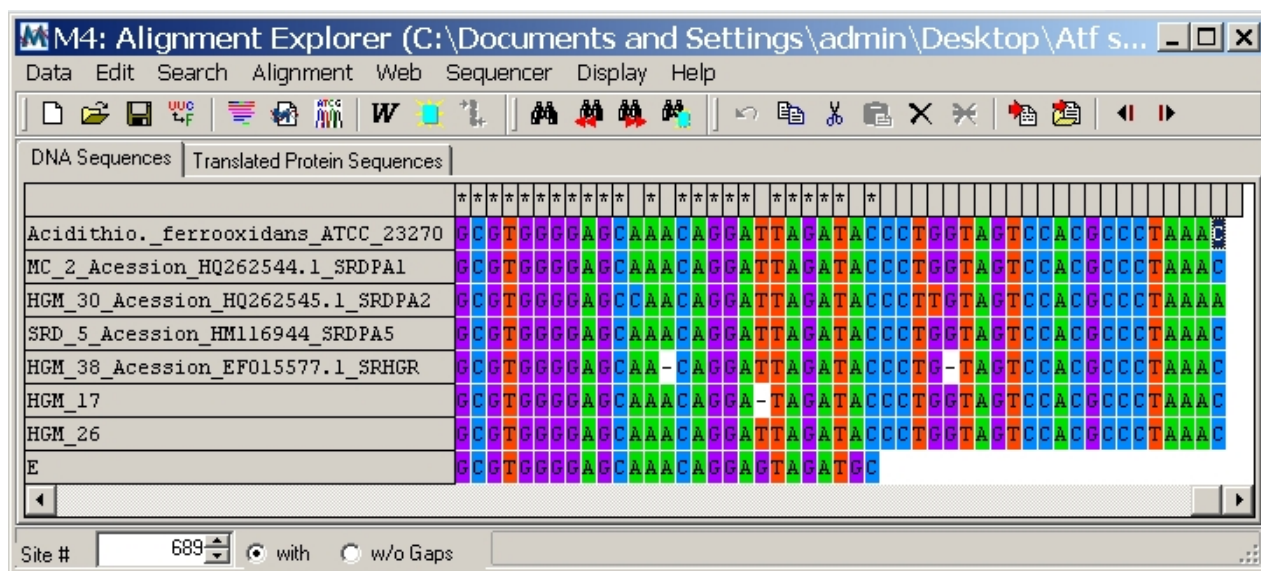 M4: Alignment Explorer (C:\Documents and Settings\admin\Desktop\Atf s...
Data Edit Search Alignment Web Sequencer Display Help
UUC F ATCG W
DNA Sequences Translated Protein Sequences
*********** * ***** ***** *
Acidithio._ferrooxidans_ATCC_23270 GCGTGGGGAGCAAACAGGATTAGATACCCTGGTAGTCCACGCCCTAAAC
MC_2_Acession_HQ262544.1_SRDPA1 GCGTGGGGAGCAAACAGGATTAGATACCCTGGTAGTCCACGCCCTAAAC
HGM_30_Acession_HQ262545.1_SRDPA2 GCGTGGGGAGCCAACAGGATTAGATACCCTTGTAGTCCACGCCCTAAAA
SRD_5_Acession_HM116944_SRDPA5 GCGTGGGGAGCAAACAGGATTAGATACCCTGGTAGTCCACGCCCTAAAC
HGM_38_Acession_EF015577.1_SRHGR GCGTGGGGAGCAA-CAGGATTAGATACCCTG-TAGTCCACGCCCTAAAC
HGM_17 GCGTGGGGAGCAAACAGGA-TAGATACCCTGGTAGTCCACGCCCTAAAC
HGM_26 GCGTGGGGAGCAAACAGGATTAGATACCCTGGTAGTCCACGCCCTAAAC
E GCGTGGGGAGCAAACAGGAGTAGATGC
Site # 689 with w/o Gaps